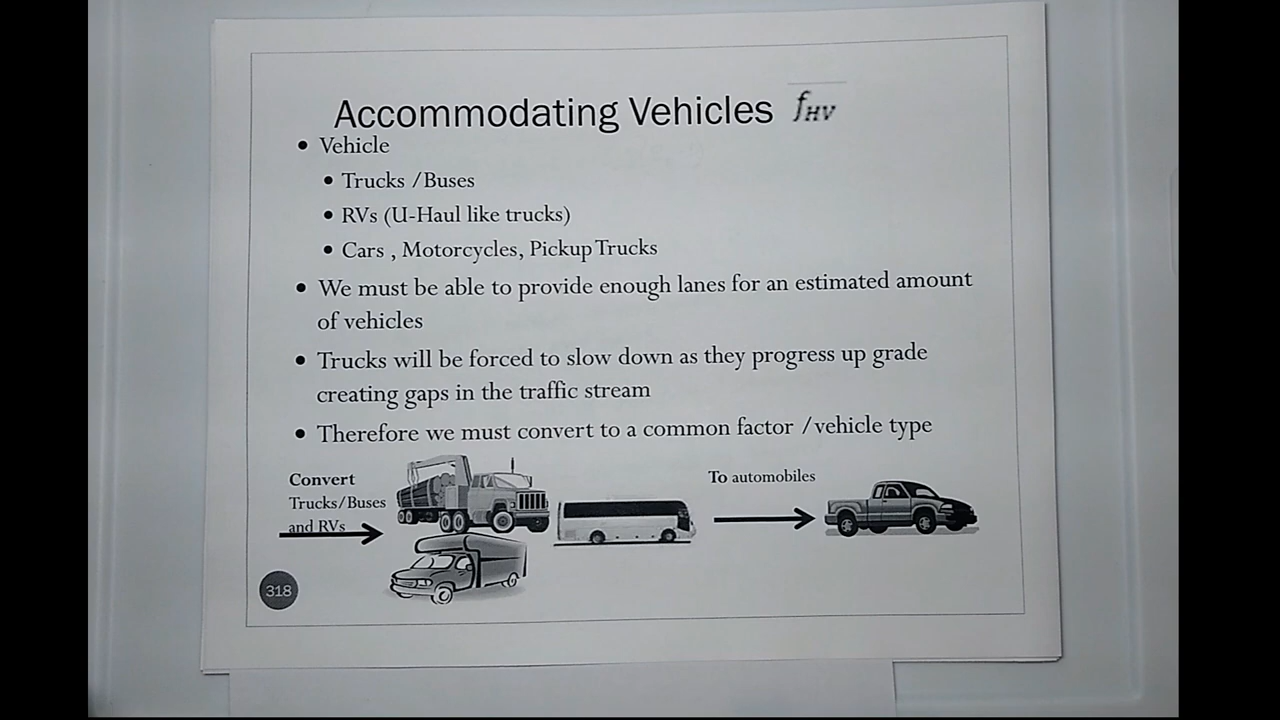 Accommodating Vehicles f_HV
• Vehicle
• Trucks /Buses
• RVs (U-Haul like trucks)
• Cars , Motorcycles, Pickup Trucks
• We must be able to provide enough lanes for an estimated amount
of vehicles
• Trucks will be forced to slow down as they progress up grade
creating gaps in the traffic stream
• Therefore we must convert to a common factor /vehicle type
Convert
Trucks/Buses
and RVs
To automobiles
318